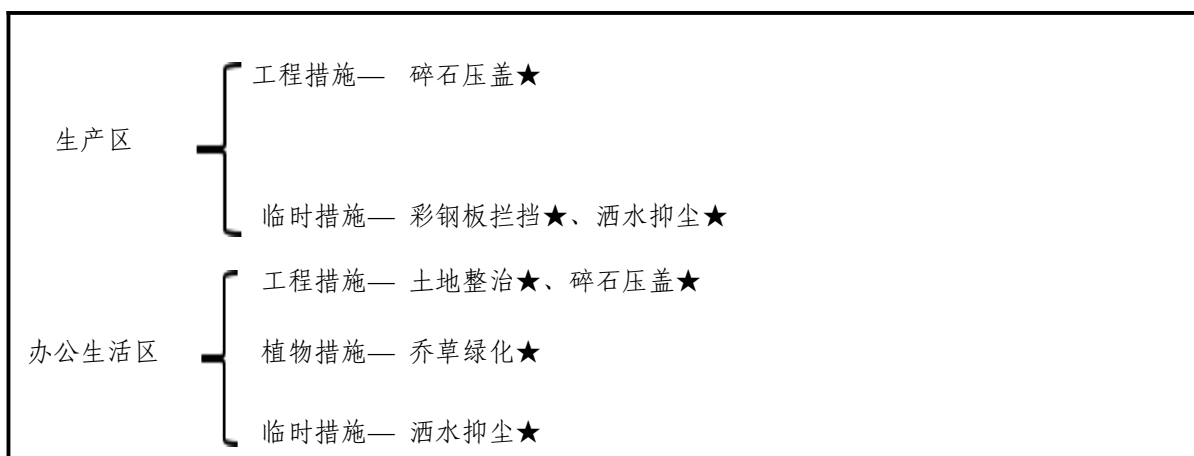 工程措施— 碎石压盖★
生产区
临时措施— 彩钢板拦挡★、洒水抑尘★
工程措施— 土地整治★、碎石压盖★
办公生活区
植物措施— 乔草绿化★
临时措施— 洒水抑尘★